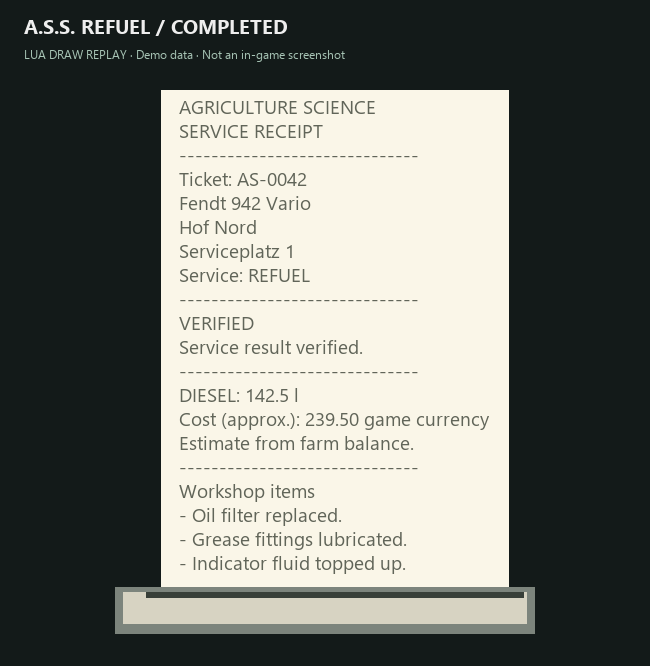 A.S.S. REFUEL / COMPLETED
LUA DRAW REPLAY · Demo data · Not an in-game screenshot
AGRICULTURE SCIENCE
SERVICE RECEIPT
------------------------------
Ticket: AS-0042
Fendt 942 Vario
Hof Nord
Serviceplatz 1
Service: REFUEL
------------------------------
VERIFIED
Service result verified.
------------------------------
DIESEL: 142.5 l
Cost (approx.): 239.50 game currency
Estimate from farm balance.
------------------------------
Workshop items
- Oil filter replaced.
- Grease fittings lubricated.
- Indicator fluid topped up.